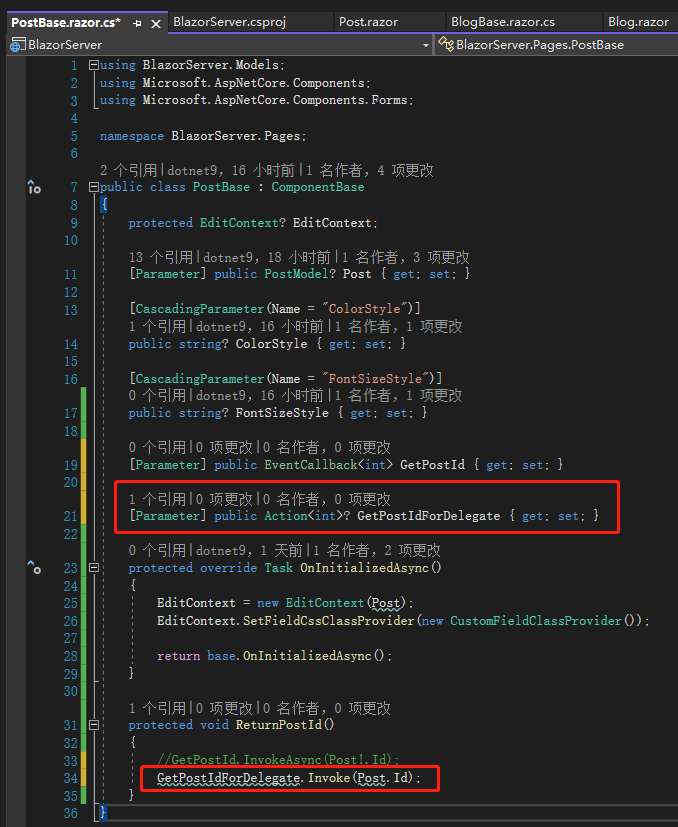 PostBase.razor.cs* BlazorServer.csproj Post.razor BlogBase.razor.cs Blog.razor
BlazorServer BlazorServer.Pages.PostBase
1 using BlazorServer.Models;
2 using Microsoft.AspNetCore.Components;
3 using Microsoft.AspNetCore.Components.Forms;
4
5 namespace BlazorServer.Pages;
6
2 个引用|dotnet9，16 小时前|1 名作者，4 项更改
7 public class PostBase : ComponentBase
8 {
9 protected EditContext? EditContext;
10
13 个引用|dotnet9，18 小时前|1 名作者，3 项更改
11 [Parameter] public PostModel? Post { get; set; }
12
13 [CascadingParameter(Name = "ColorStyle")]
1 个引用|dotnet9，16 小时前|1 名作者，1 项更改
14 public string? ColorStyle { get; set; }
15
16 [CascadingParameter(Name = "FontSizeStyle")]
0 个引用|dotnet9，16 小时前|1 名作者，1 项更改
17 public string? FontSizeStyle { get; set; }
18
0 个引用|0 项更改|0 名作者，0 项更改
19 [Parameter] public EventCallback<int> GetPostId { get; set; }
20
1 个引用|0 项更改|0 名作者，0 项更改
21 [Parameter] public Action<int>? GetPostIdForDelegate { get; set; }
22
0 个引用|dotnet9，1 天前|1 名作者，2 项更改
23 protected override Task OnInitializedAsync()
24 {
25 EditContext = new EditContext(Post);
26 EditContext.SetFieldCssClassProvider(new CustomFieldClassProvider());
27
28 return base.OnInitializedAsync();
29 }
30
1 个引用|0 项更改|0 名作者，0 项更改
31 protected void ReturnPostId()
32 {
33 //GetPostId.InvokeAsync(Post!.Id);
34 GetPostIdForDelegate.Invoke(Post.Id);
35 }
36 }